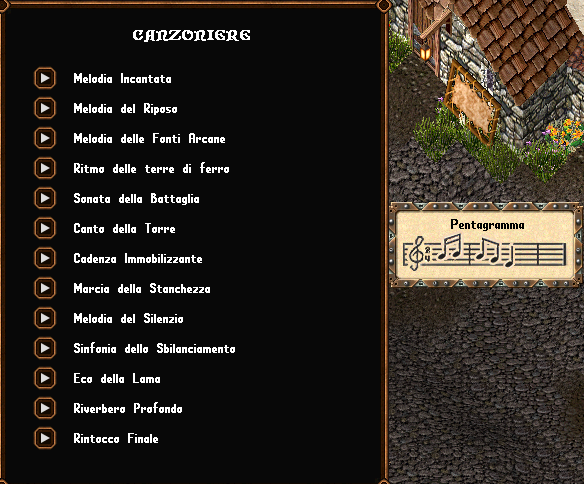 CANZONIERE
Melodia Incantata
Melodia del Riposo
Melodia delle Fonti Arcane
Ritmo delle terre di ferro
Sonata della Battaglia
Canto della Torre
Cadenza Immobilizzante
Marcia della Stanchezza
Melodia del Silenzio
Sinfonia dello Sbilanciamento
Eco della Lama
Riverbero Profondo
Rintocco Finale
Pentagramma